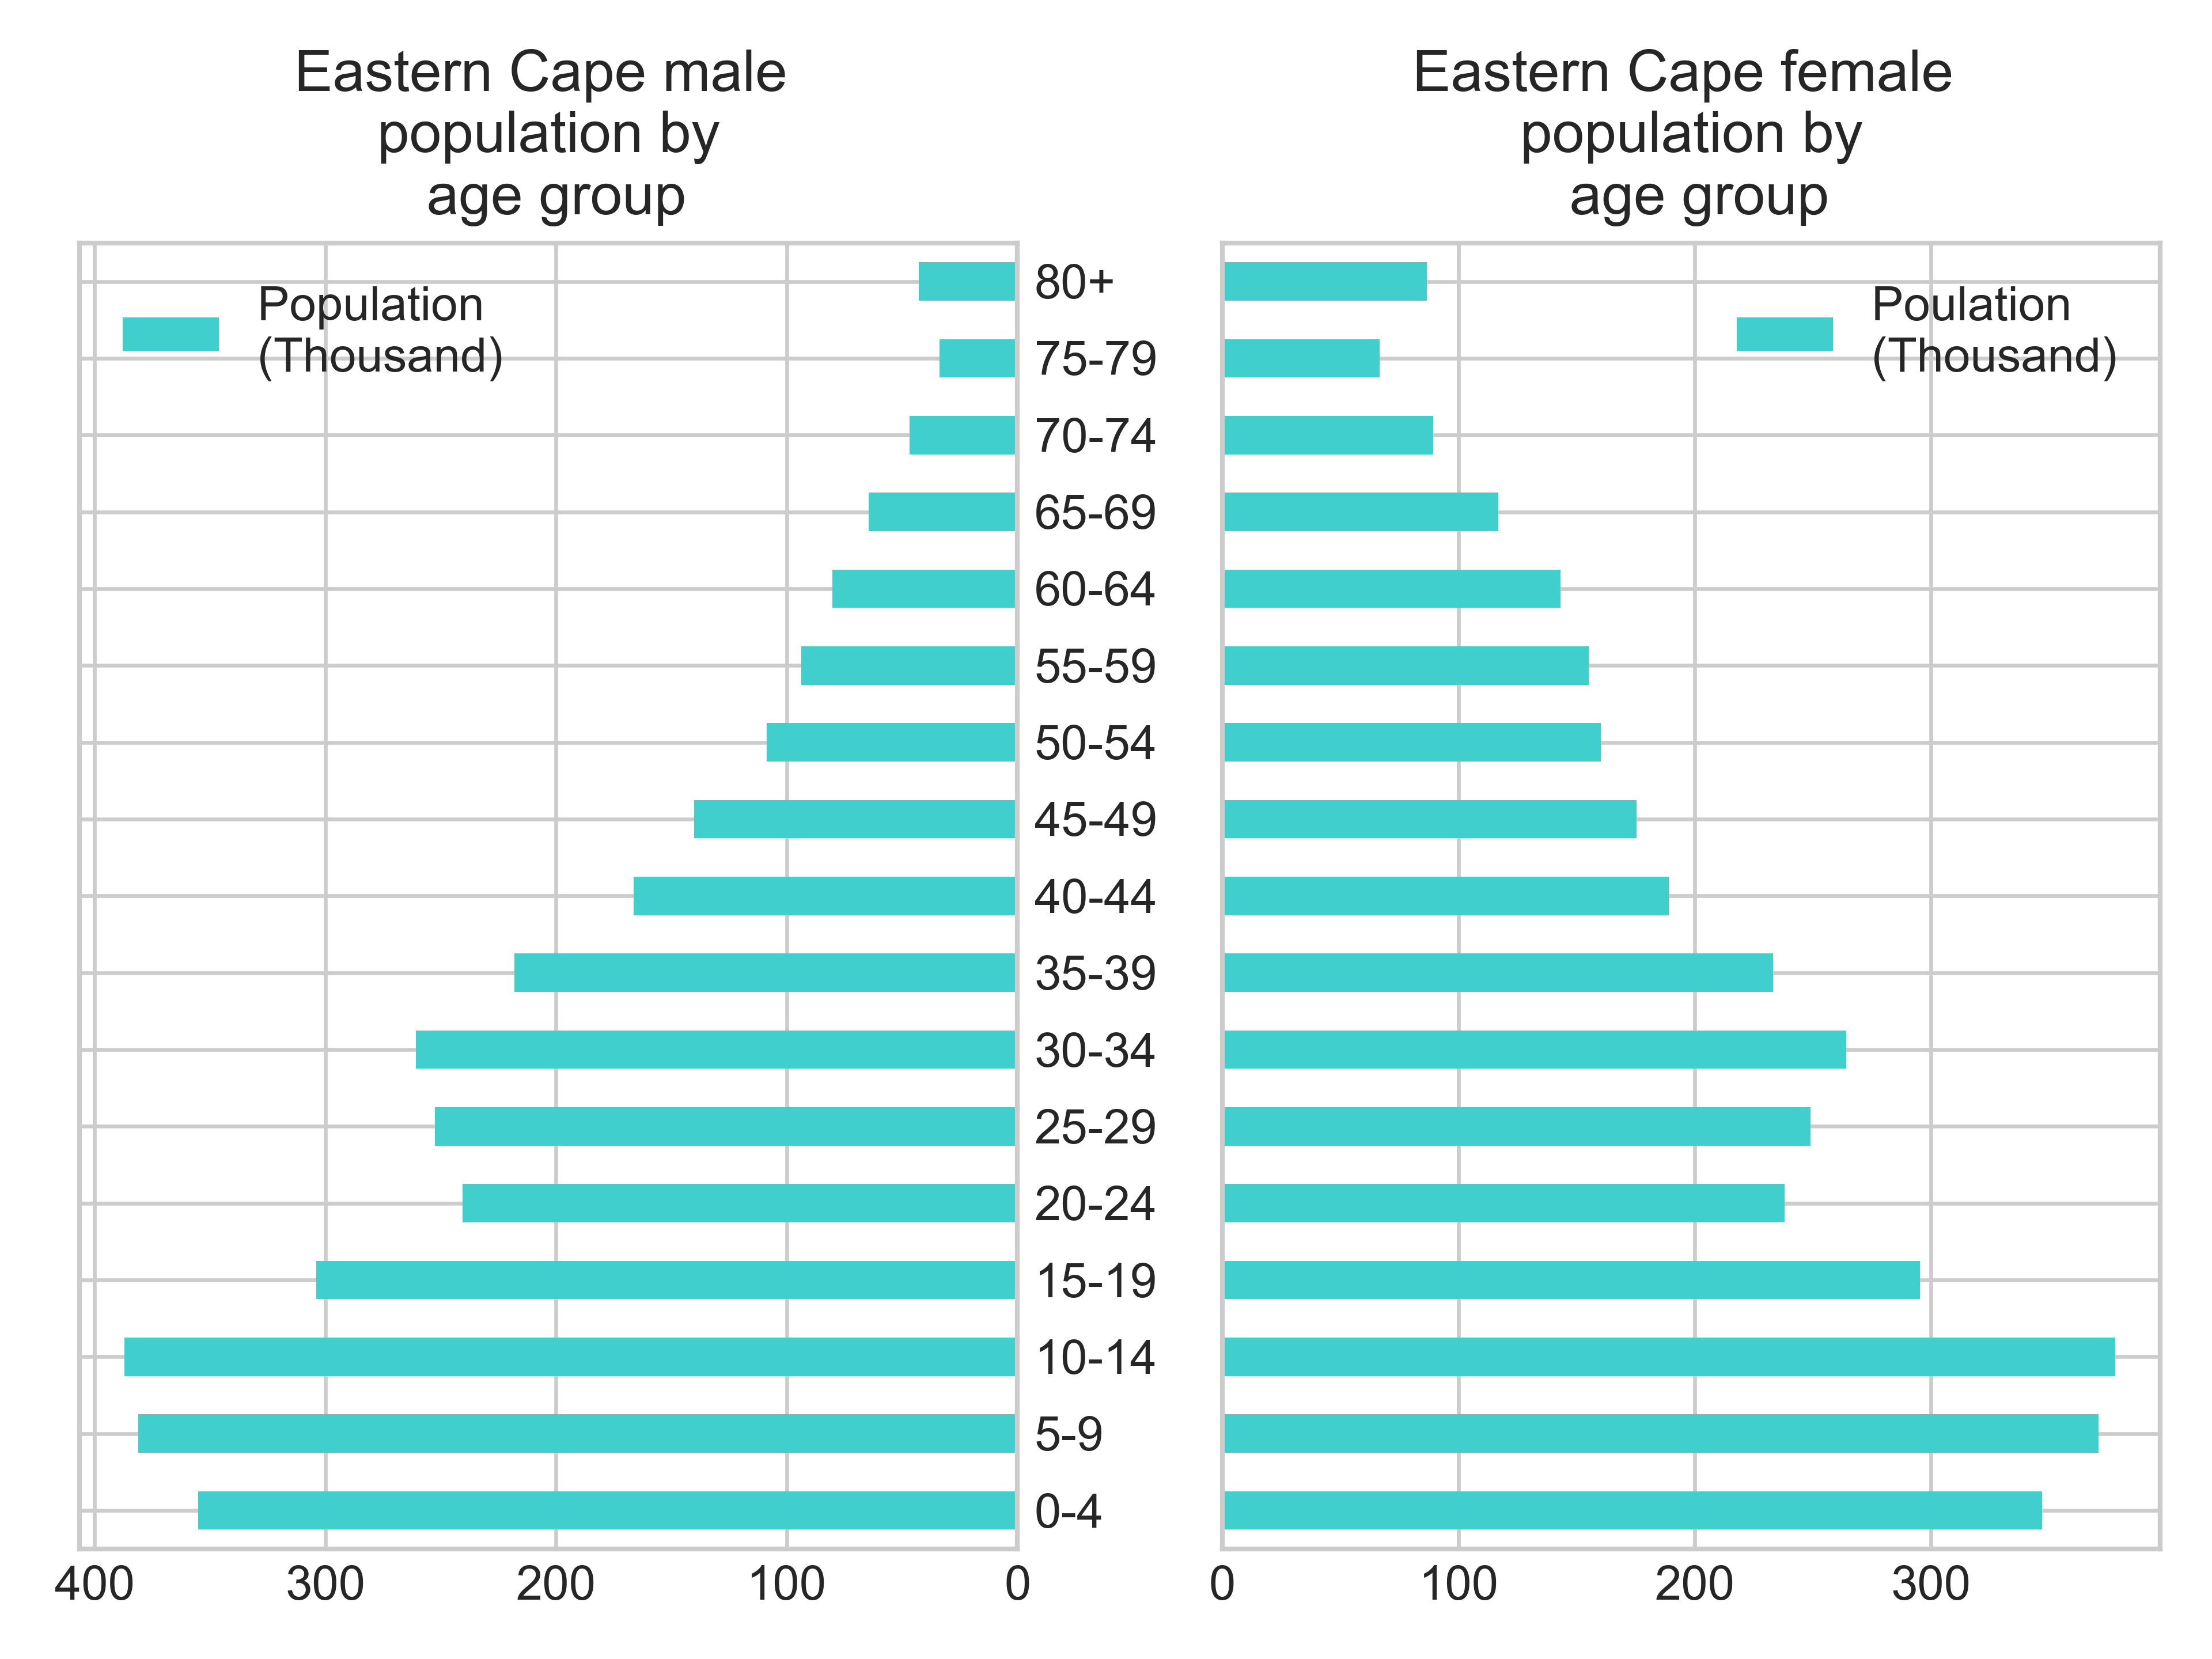 Eastern Cape male
population by
age group
Eastern Cape female
population by
age group
Population
(Thousand)
Poulation
(Thousand)
80+
75-79
70-74
65-69
60-64
55-59
50-54
45-49
40-44
35-39
30-34
25-29
20-24
15-19
10-14
5-9
0-4
400 300 200 100 0
0 100 200 300